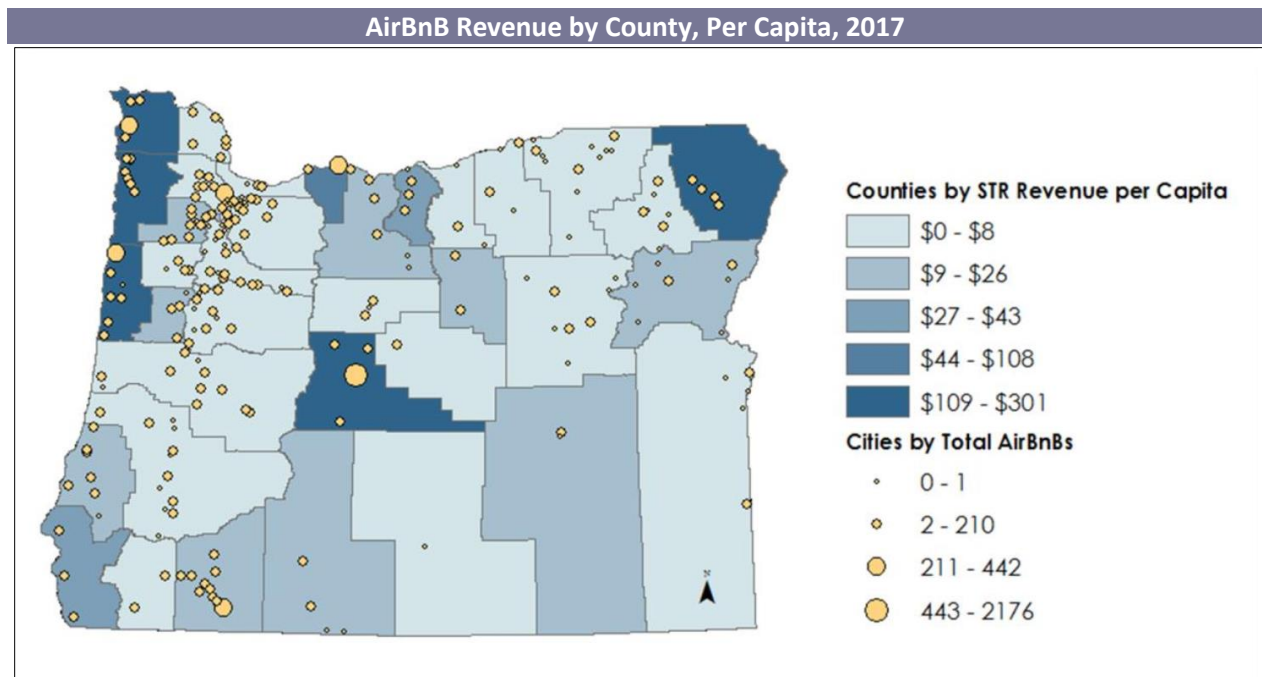 AirBnB Revenue by County, Per Capita, 2017
Counties by STR Revenue per Capita
$0 - $8
$9 - $26
$27 - $43
$44 - $108
$109 - $301
Cities by Total AirBnBs
0 - 1
2 - 210
211 - 442
443 - 2176
N